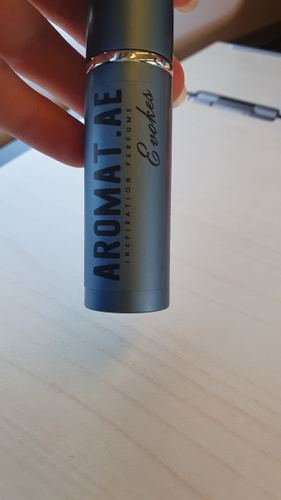 AROMAT.AE
INSPIRATION PERFUME
Evokes